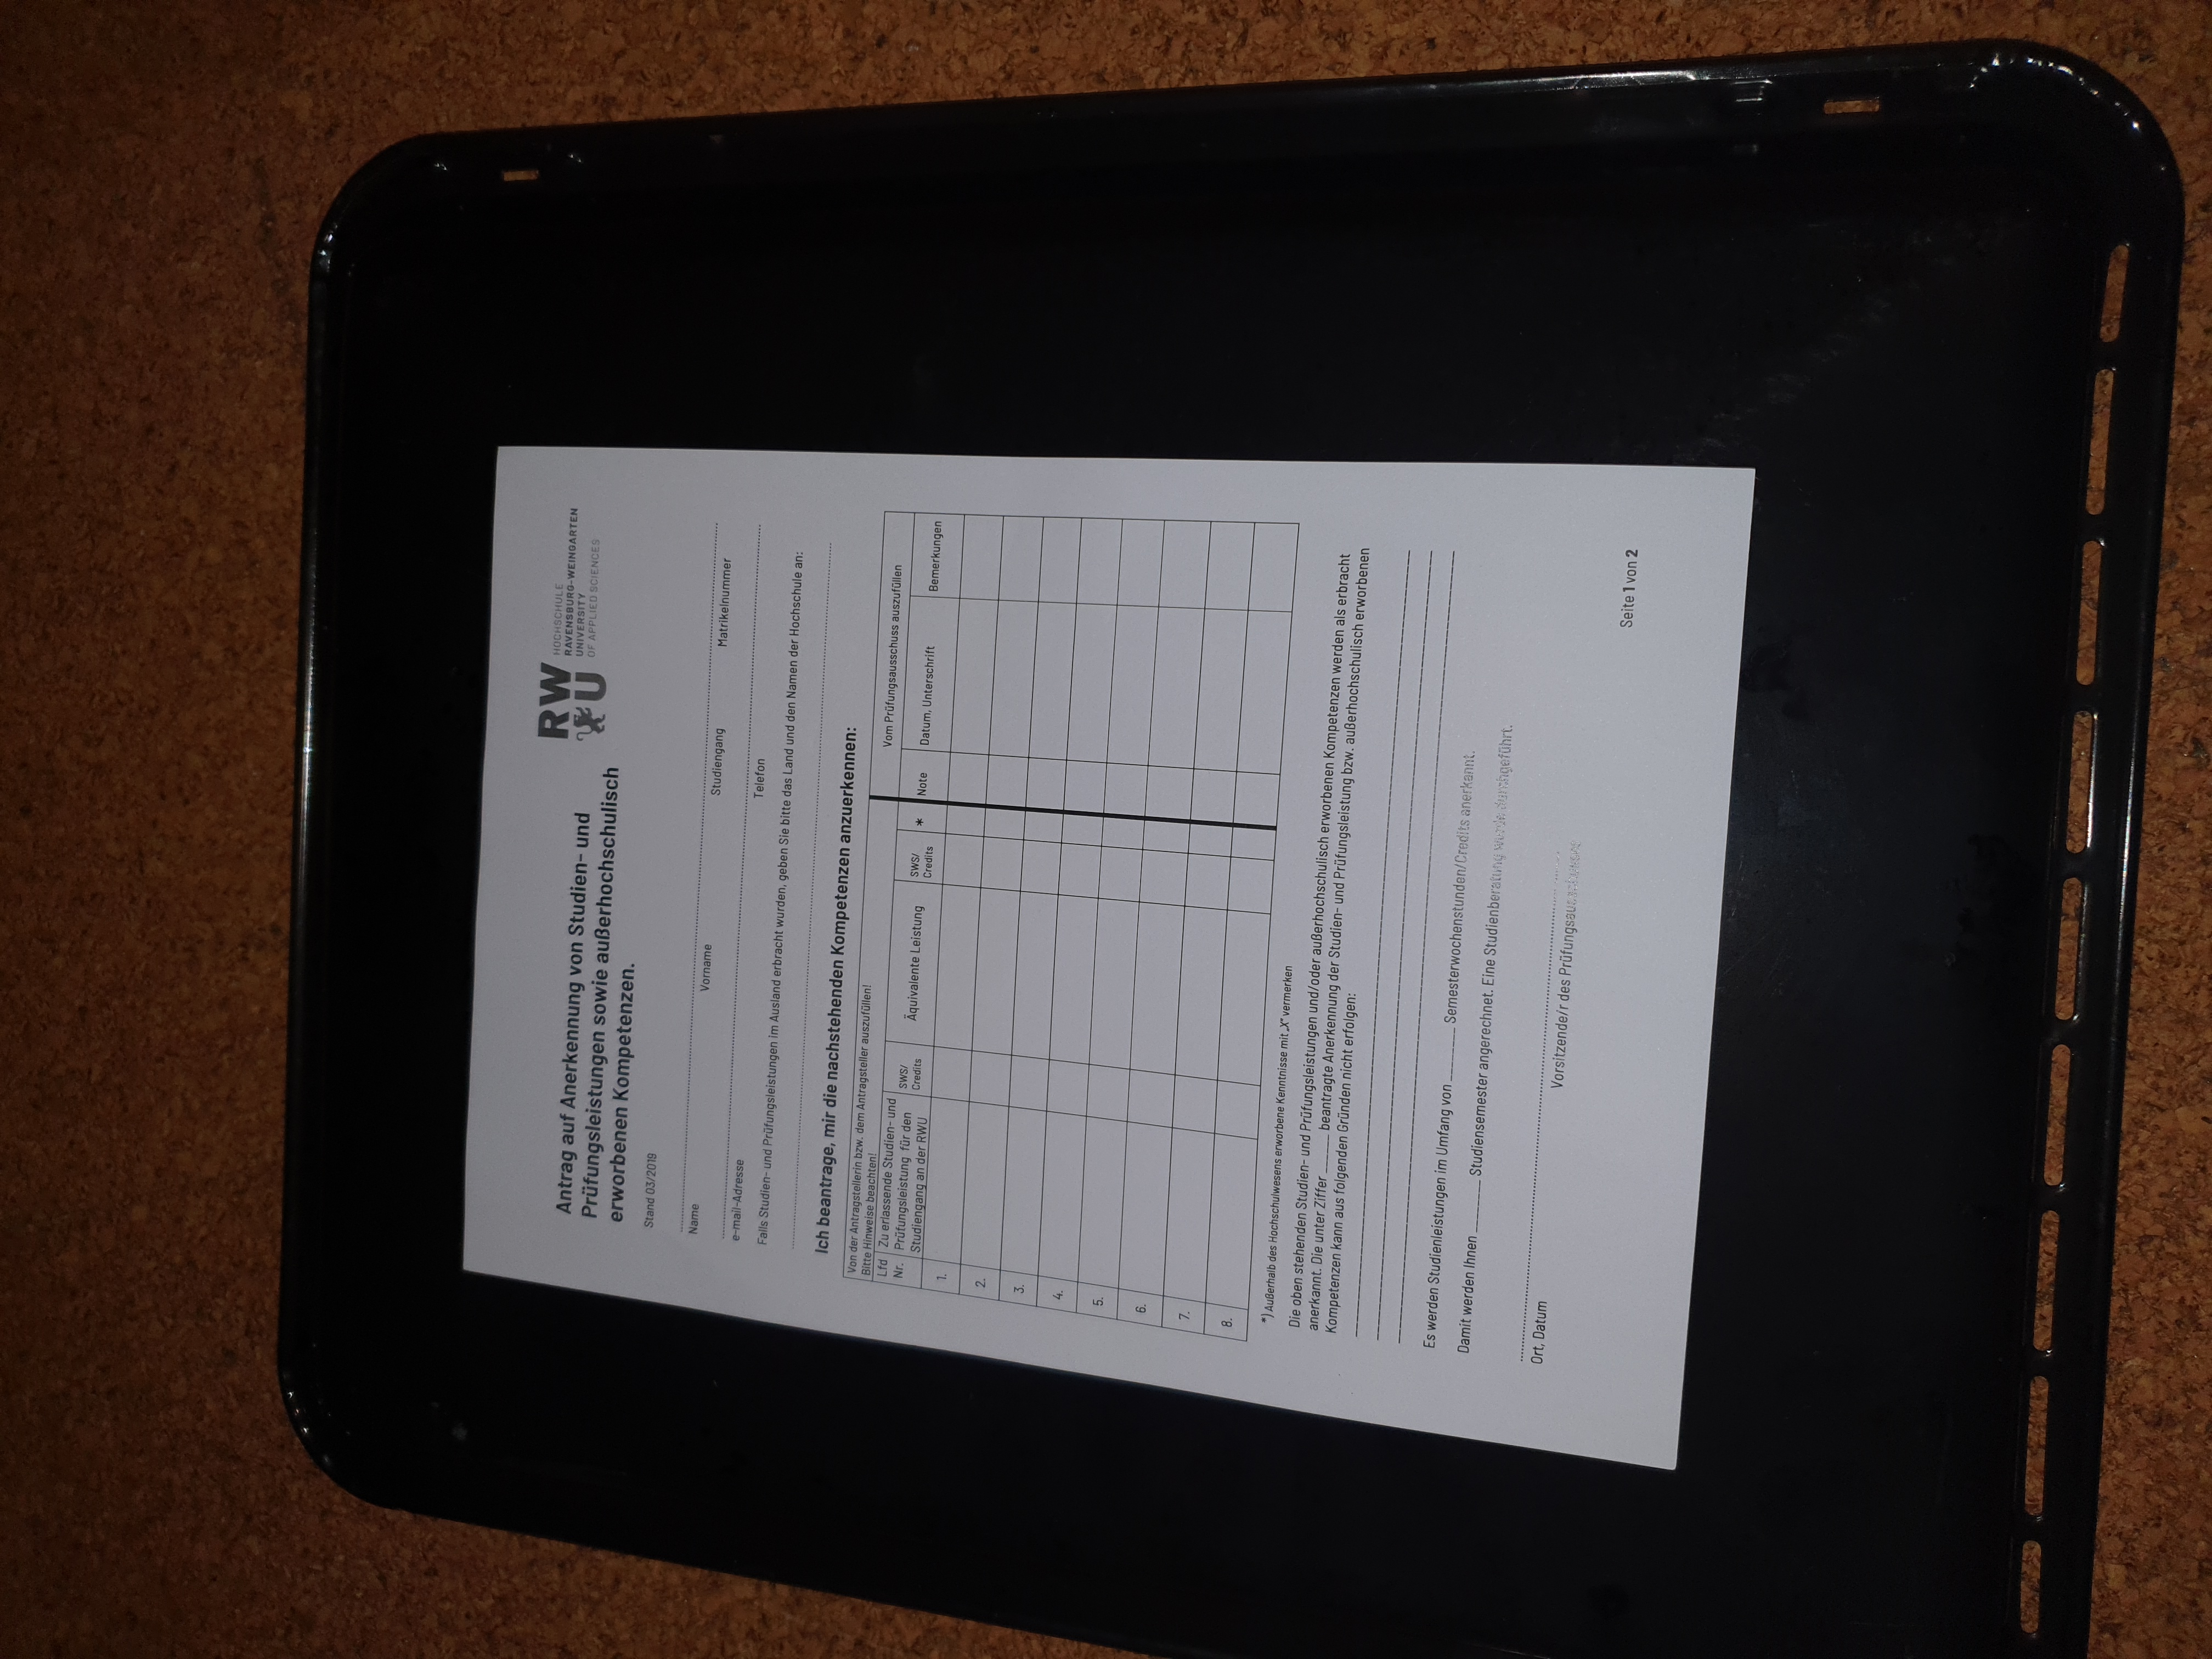 Antrag auf Anerkennung von Studien- und
Prüfungsleistungen sowie außerhochschulisch
erworbenen Kompetenzen.
RW
U
HOCHSCHULE
RAVENSBURG-WEINGARTEN
UNIVERSITY
OF APPLIED SCIENCES
Stand 03/2019
Name Vorname Studiengang Matrikelnummer
e-mail-Adresse Telefon
Falls Studien- und Prüfungsleistungen im Ausland erbracht wurden, geben Sie bitte das Land und den Namen der Hochschule an:
Ich beantrage, mir die nachstehenden Kompetenzen anzuerkennen:
Von der Antragstellerin bzw. dem Antragsteller auszufüllen!
Bitte Hinweise beachten!
Vom Prüfungsausschuss auszufüllen
Lfd
Nr.
Zu erlassende Studien- und
Prüfungsleistung für den
Studiengang an der RWU
SWS/
Credits
Äquivalente Leistung
SWS/
Credits
*
Note
Datum, Unterschrift
Bemerkungen
1.
2.
3.
4.
5.
6.
7.
8.
*) Außerhalb des Hochschulwesens erworbene Kenntnisse mit „X“ vermerken
Die oben stehenden Studien- und Prüfungsleistungen und/oder außerhochschulisch erworbenen Kompetenzen werden als erbracht
anerkannt. Die unter Ziffer ______ beantragte Anerkennung der Studien- und Prüfungsleistung bzw. außerhochschulisch erworbenen
Kompetenzen kann aus folgenden Gründen nicht erfolgen:
Es werden Studienleistungen im Umfang von ________ Semesterwochenstunden/Credits anerkannt.
Damit werden Ihnen ________ Studiensemester angerechnet. Eine Studienberatung wurde durchgeführt.
Ort, Datum
Vorsitzende/r des Prüfungsausschusses
Seite 1 von 2